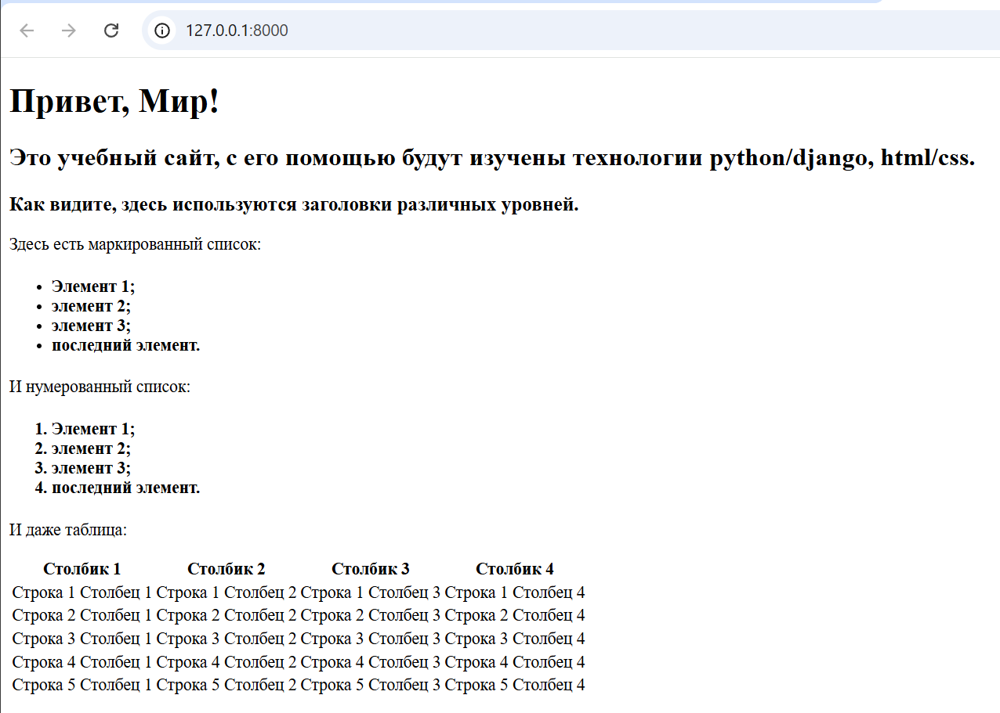 127.0.0.1:8000
Привет, Мир!
Это учебный сайт, с его помощью будут изучены технологии python/django, html/css.
Как видите, здесь используются заголовки различных уровней.
Здесь есть маркированный список:
• Элемент 1;
• элемент 2;
• элемент 3;
• последний элемент.
И нумерованный список:
1. Элемент 1;
2. элемент 2;
3. элемент 3;
4. последний элемент.
И даже таблица:
Столбик 1 Столбик 2 Столбик 3 Столбик 4
Строка 1 Столбец 1 Строка 1 Столбец 2 Строка 1 Столбец 3 Строка 1 Столбец 4
Строка 2 Столбец 1 Строка 2 Столбец 2 Строка 2 Столбец 3 Строка 2 Столбец 4
Строка 3 Столбец 1 Строка 3 Столбец 2 Строка 3 Столбец 3 Строка 3 Столбец 4
Строка 4 Столбец 1 Строка 4 Столбец 2 Строка 4 Столбец 3 Строка 4 Столбец 4
Строка 5 Столбец 1 Строка 5 Столбец 2 Строка 5 Столбец 3 Строка 5 Столбец 4